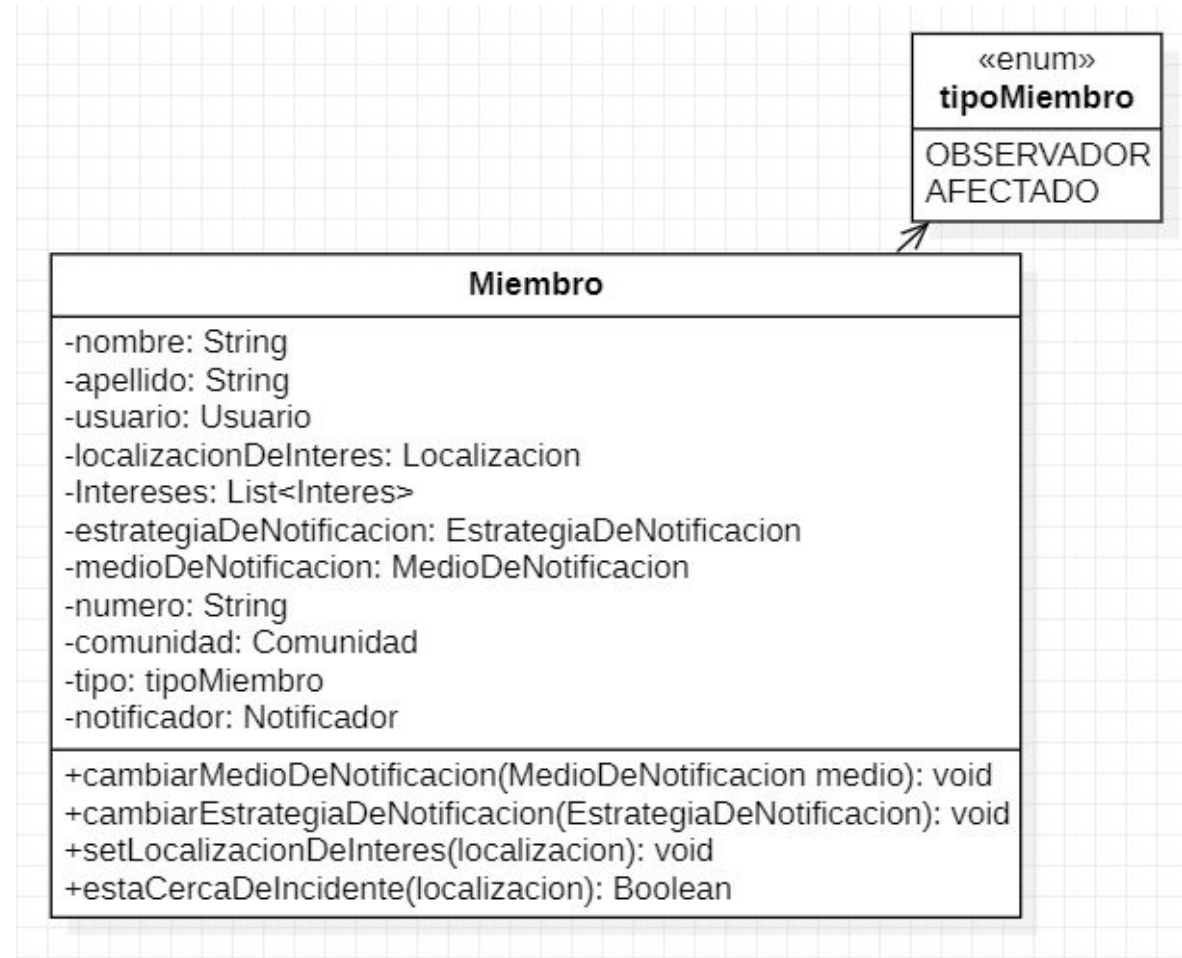 «enum»
tipoMiembro
OBSERVADOR
AFECTADO
Miembro
-nombre: String
-apellido: String
-usuario: Usuario
-localizacionDeInteres: Localizacion
-Intereses: List<Interes>
-estrategiaDeNotificacion: EstrategiaDeNotificacion
-medioDeNotificacion: MedioDeNotificacion
-numero: String
-comunidad: Comunidad
-tipo: tipoMiembro
-notificador: Notificador
+cambiarMedioDeNotificacion(MedioDeNotificacion medio): void
+cambiarEstrategiaDeNotificacion(EstrategiaDeNotificacion): void
+setLocalizacionDeInteres(localizacion): void
+estaCercaDeIncidente(localizacion): Boolean